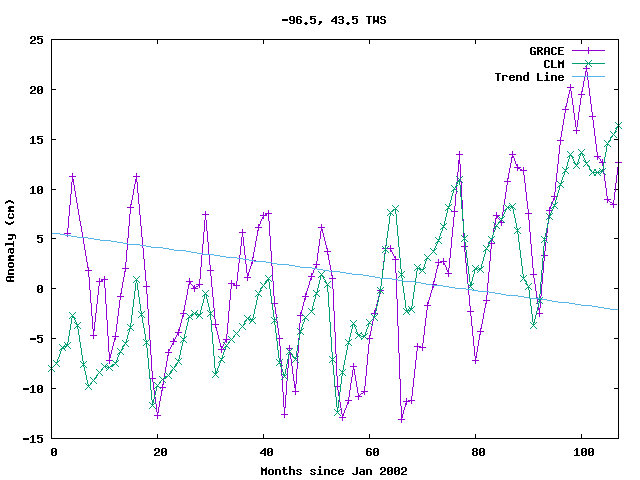 -96.5, 43.5 TWS
GRACE
CLM
Trend Line
25
20
15
10
5
0
-5
-10
-15
Anomaly (cm)
0 20 40 60 80 100
Months since Jan 2002